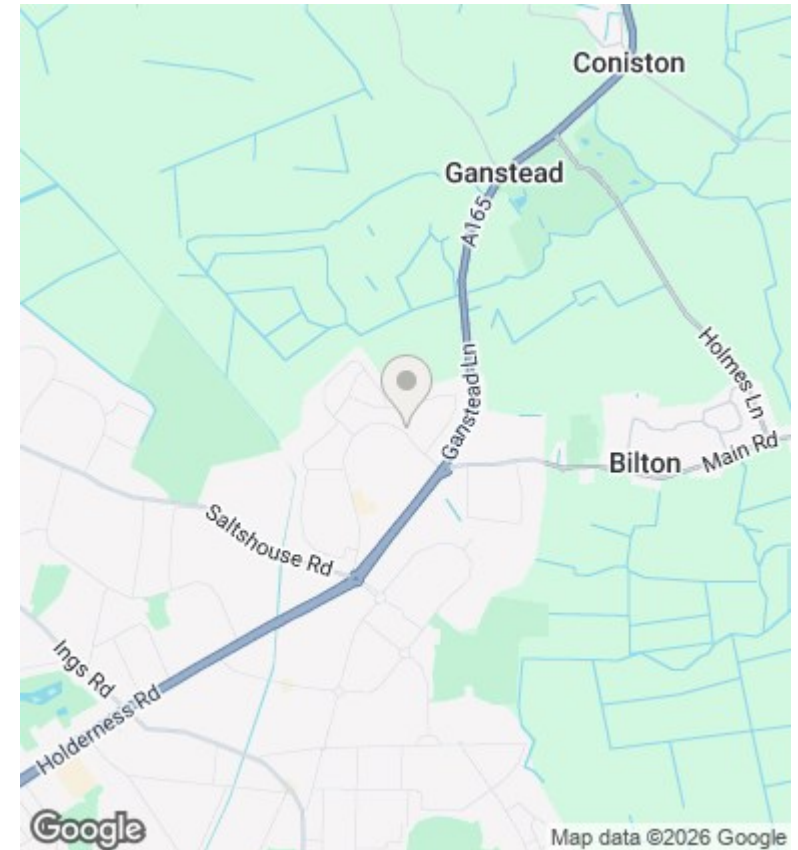 Coniston
Ganstead
A165
Holmes Ln
Ganstead Ln
Bilton
Main Rd
Saltshouse Rd
Ings Rd
Holderness Rd
Google
Map data ©2026 Google